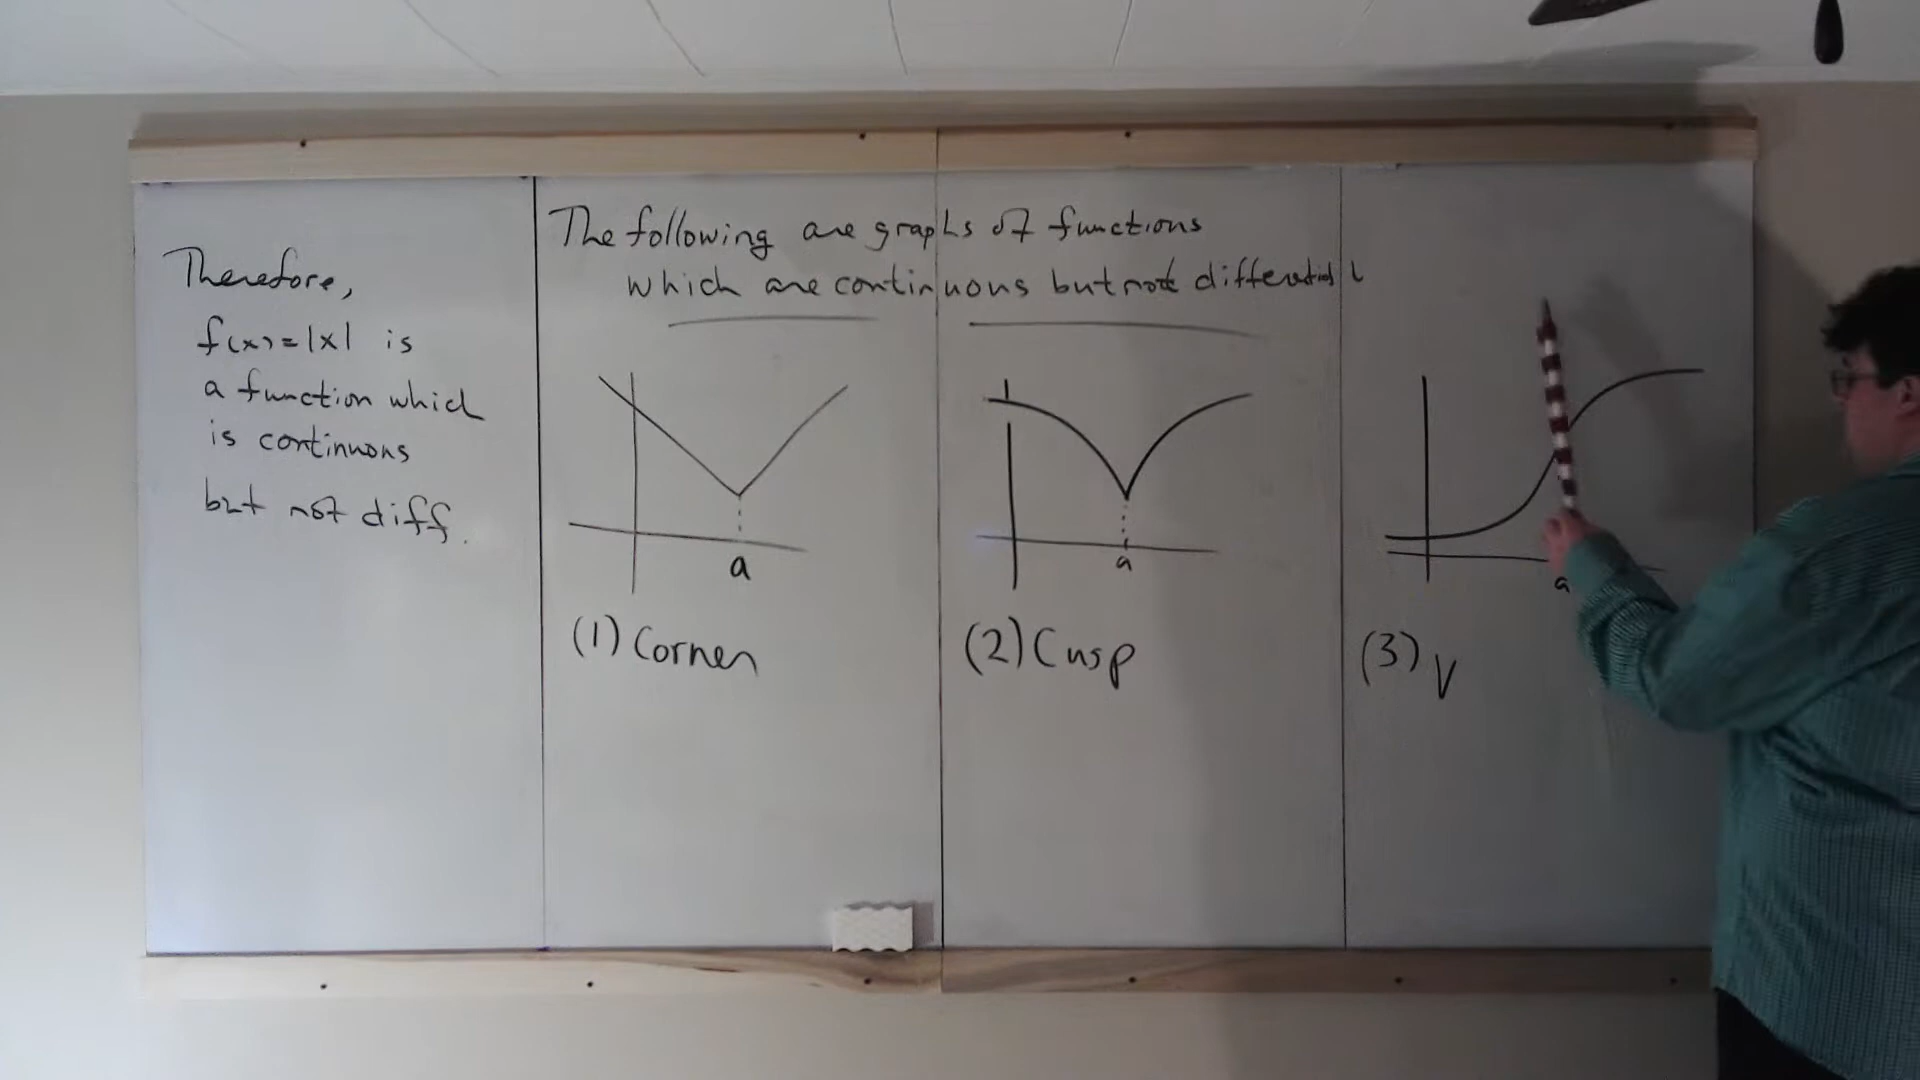 Therefore,
f(x)=|x| is
a function which
is continuous
but not diff.
The following are graphs of functions
which are continuous but not
a
(1) Corner
a
(2) Cusp
a
(3) V